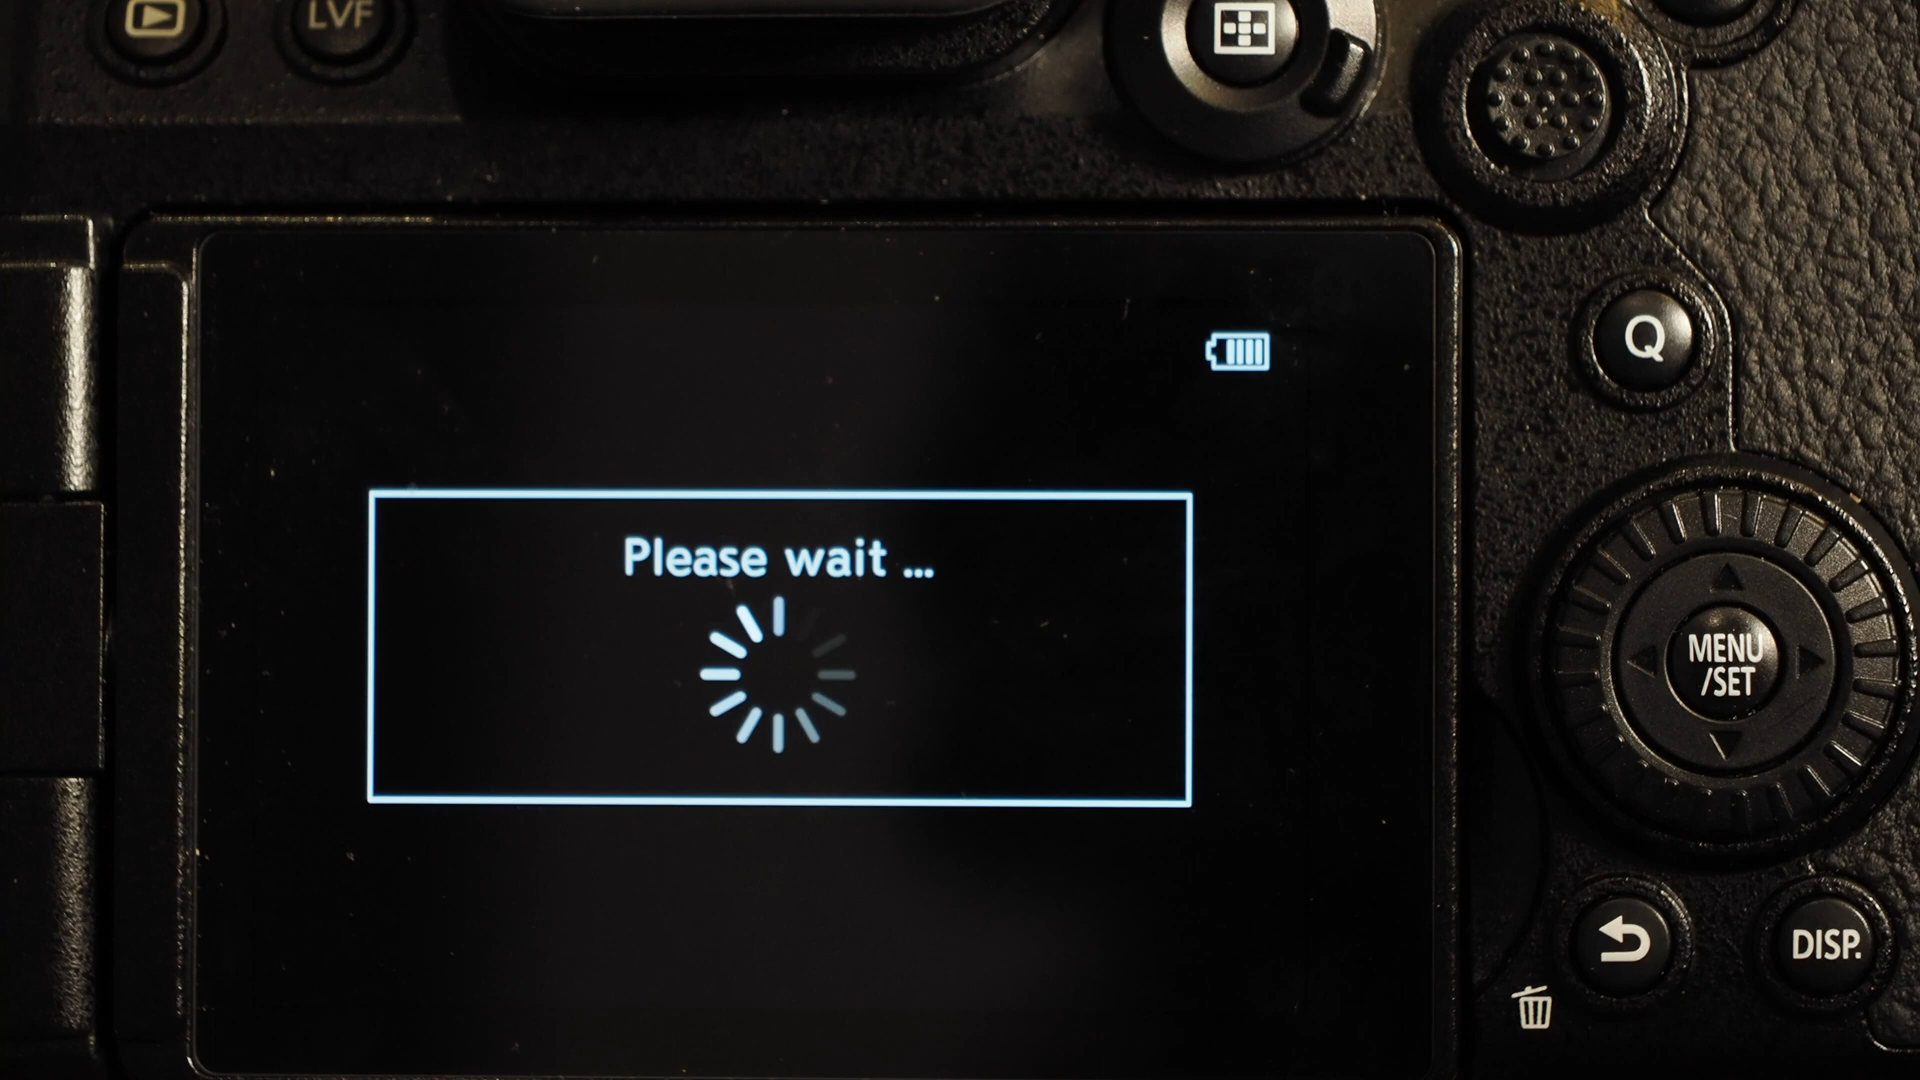 LVF
Q
Please wait ...
MENU
/SET
DISP.